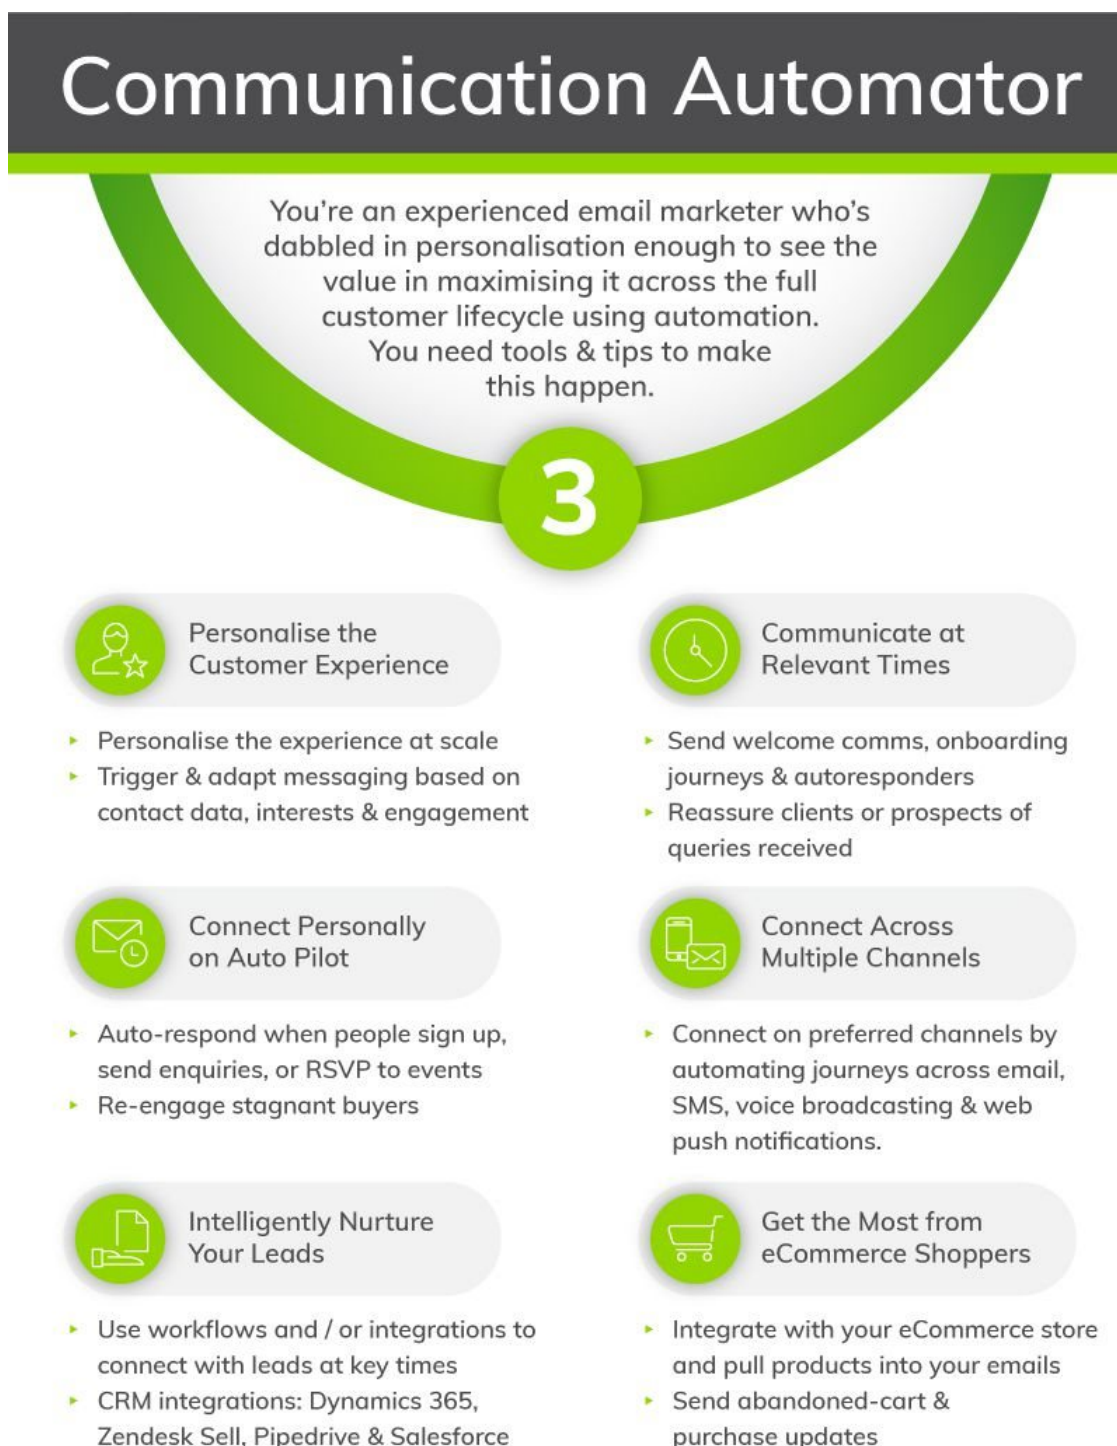 Communication Automator
You're an experienced email marketer who's
dabbled in personalisation enough to see the
value in maximising it across the full
customer lifecycle using automation.
You need tools & tips to make
this happen.
3
Personalise the
Customer Experience
Personalise the experience at scale
Trigger & adapt messaging based on
contact data, interests & engagement
Communicate at
Relevant Times
Send welcome comms, onboarding
journeys & autoresponders
Reassure clients or prospects of
queries received
Connect Personally
on Auto Pilot
Auto-respond when people sign up,
send enquiries, or RSVP to events
Re-engage stagnant buyers
Connect Across
Multiple Channels
Connect on preferred channels by
automating journeys across email,
SMS, voice broadcasting & web
push notifications.
Intelligently Nurture
Your Leads
Use workflows and / or integrations to
connect with leads at key times
CRM integrations: Dynamics 365,
Zendesk Sell, Pipedrive & Salesforce
Get the Most from
eCommerce Shoppers
Integrate with your eCommerce store
and pull products into your emails
Send abandoned-cart &
purchase updates